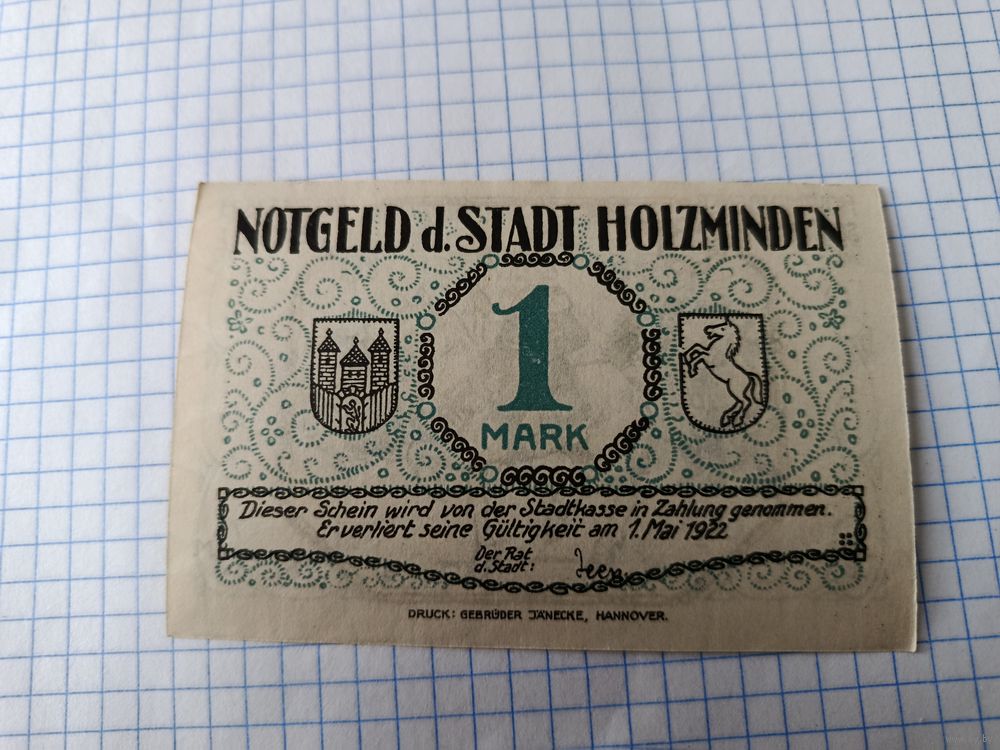 NOTGELD d. STADT HOLZMINDEN
1
MARK
Dieser Schein wird von der Stadtkasse in Zahlung genommen.
Er verliert seine Gültigkeit am 1. Mai 1922
Der Rat
d. Stadt:
DRUCK: GEBRÜDER JÄNECKE, HANNOVER.